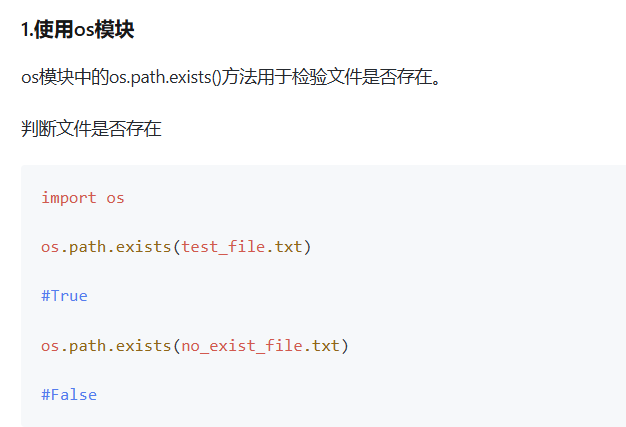 1.使用os模块
os模块中的os.path.exists()方法用于检验文件是否存在。
判断文件是否存在
import os
os.path.exists(test_file.txt)
#True
os.path.exists(no_exist_file.txt)
#False